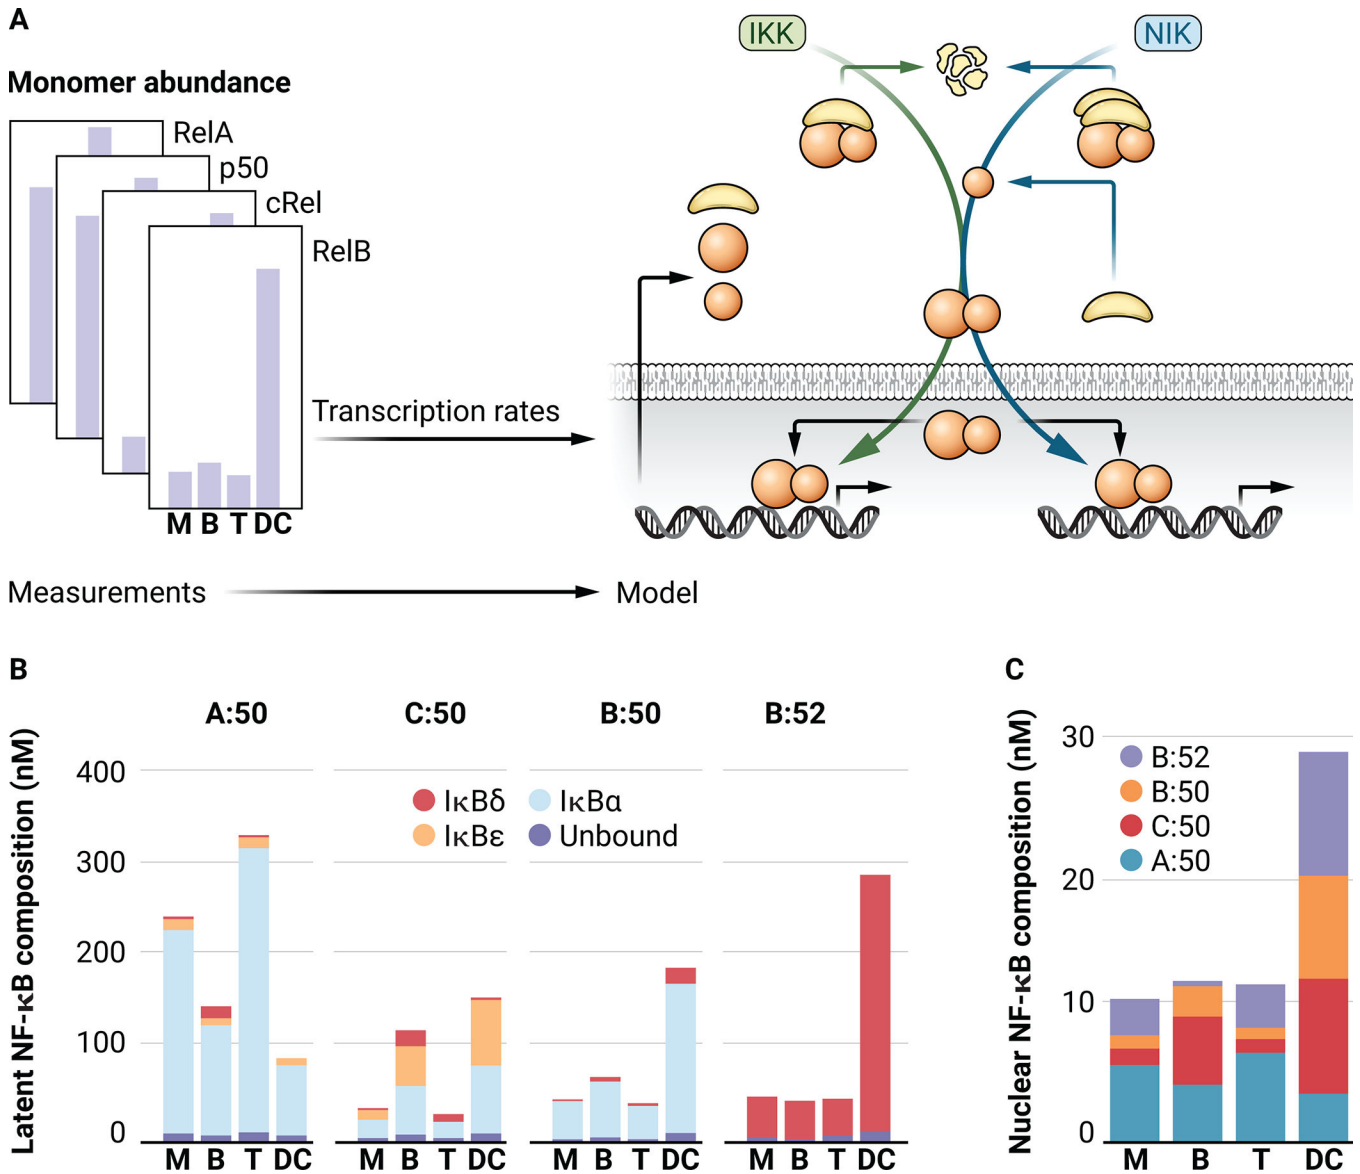 A
Monomer abundance
RelA
p50
cRel
RelB
M B T DC
Transcription rates
IKK
NIK
Measurements
Model
B
A:50
C:50
B:50
B:52
Latent NF-κB composition (nM)
400
300
200
100
0
IκBδ
IκBα
IκBε
Unbound
M B T DC
M B T DC
M B T DC
M B T DC
C
Nuclear NF-κB composition (nM)
30
20
10
0
B:52
B:50
C:50
A:50
M B T DC